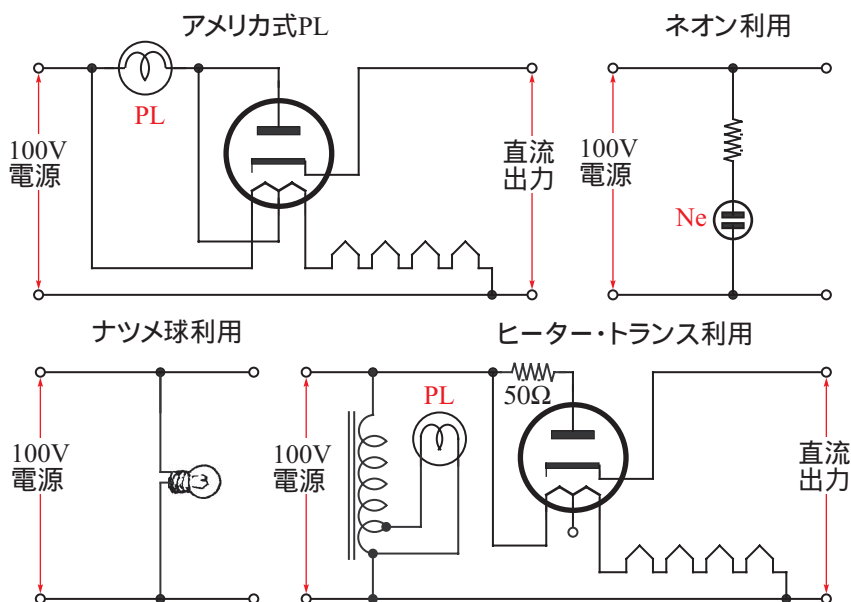 アメリカ式PL
PL
100V
電源
直流
出力
ネオン利用
100V
電源
Ne
ナツメ球利用
100V
電源
ヒーター・トランス利用
100V
電源
PL
50Ω
直流
出力